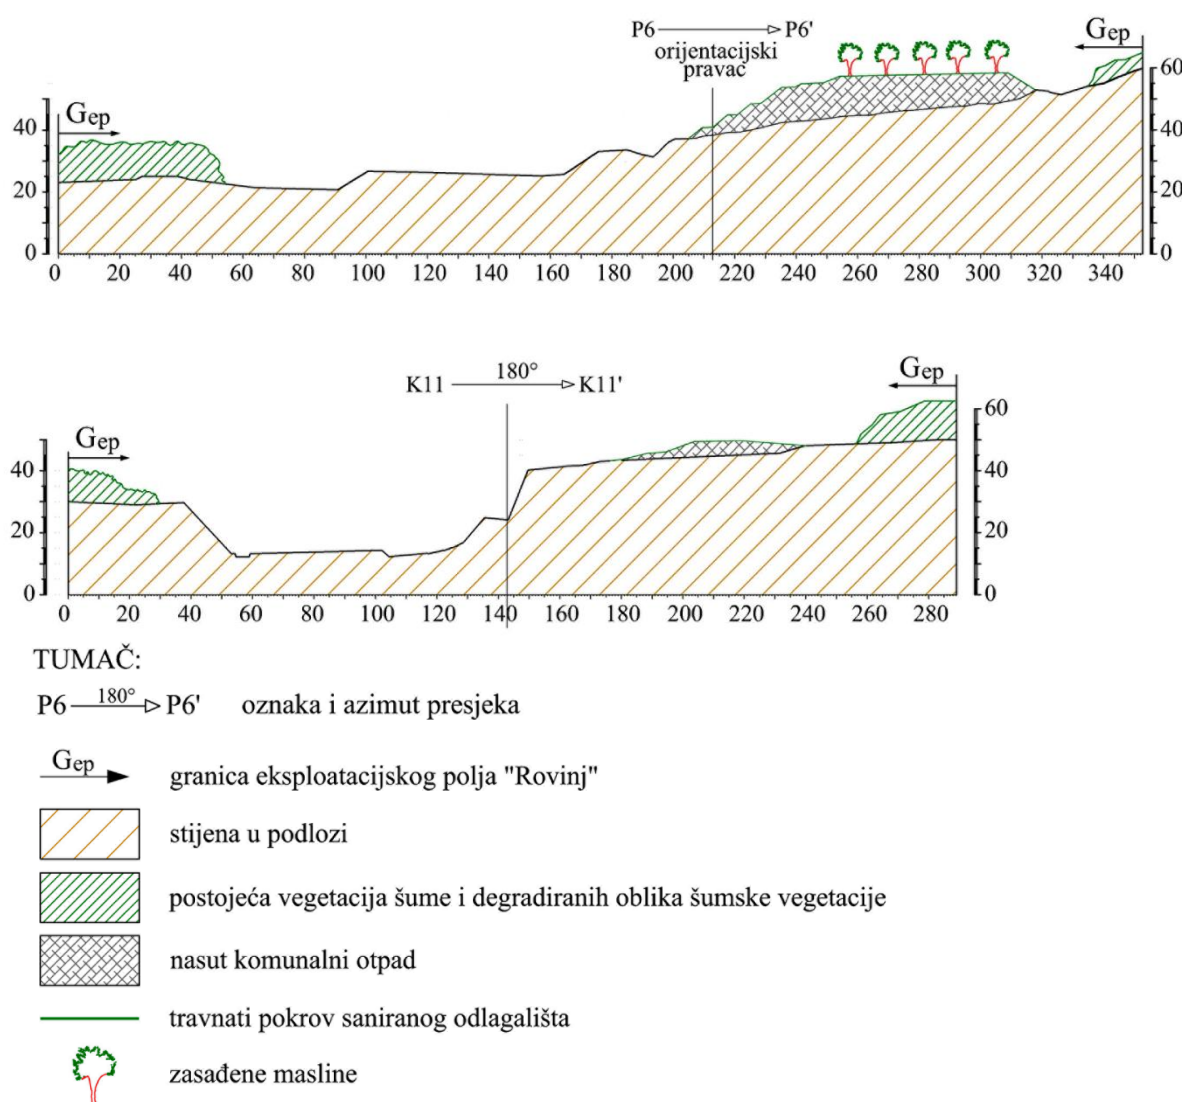 P6 P6'
orijentacijski
pravac
Gep
60
40
20
0
Gep
40
20
0
0 20 40 60 80 100 120 140 160 180 200 220 240 260 280 300 320 340
K11 180° K11'
Gep
60
40
20
0
Gep
40
20
0
0 20 40 60 80 100 120 140 160 180 200 220 240 260 280
TUMAČ:
P6 180° P6' oznaka i azimut presjeka
Gep granica eksploatacijskog polja "Rovinj"
stijena u podlozi
postojeća vegetacija šume i degradiranih oblika šumske vegetacije
nasut komunalni otpad
travnati pokrov saniranog odlagališta
zasađene masline